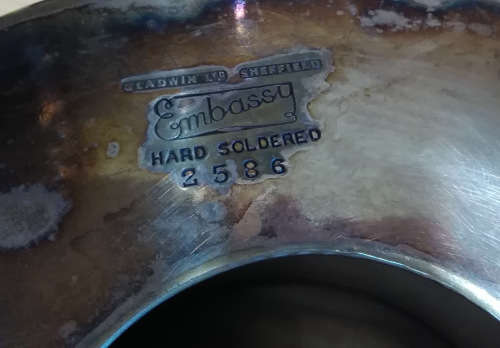 GLADWIN LTD SHEFFIELD
Embassy
HARD SOLDERED
2586